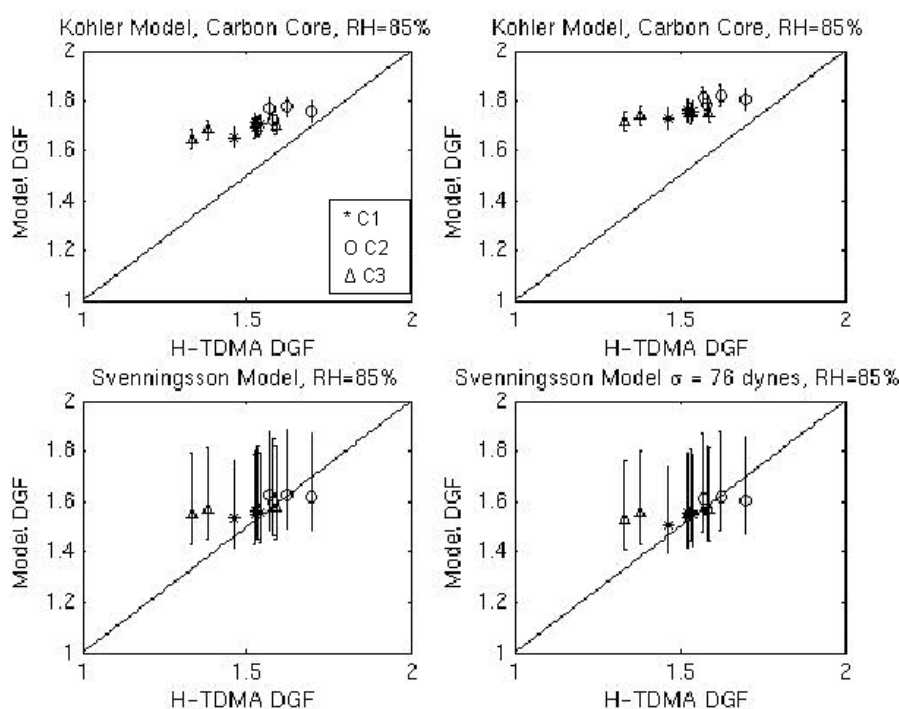 Kohler Model, Carbon Core, RH=85%
2
1.8
1.6
1.4
1.2
1
Model DGF
* C1
O C2
Δ C3
1 1.5 2
H-TDMA DGF
Kohler Model, Carbon Core, RH=85%
2
1.8
1.6
1.4
1.2
1
Model DGF
1 1.5 2
H-TDMA DGF
Svenningsson Model, RH=85%
2
1.8
1.6
1.4
1.2
1
Model DGF
1 1.5 2
H-TDMA DGF
Svenningsson Model σ = 76 dynes, RH=85%
2
1.8
1.6
1.4
1.2
1
Model DGF
1 1.5 2
H-TDMA DGF